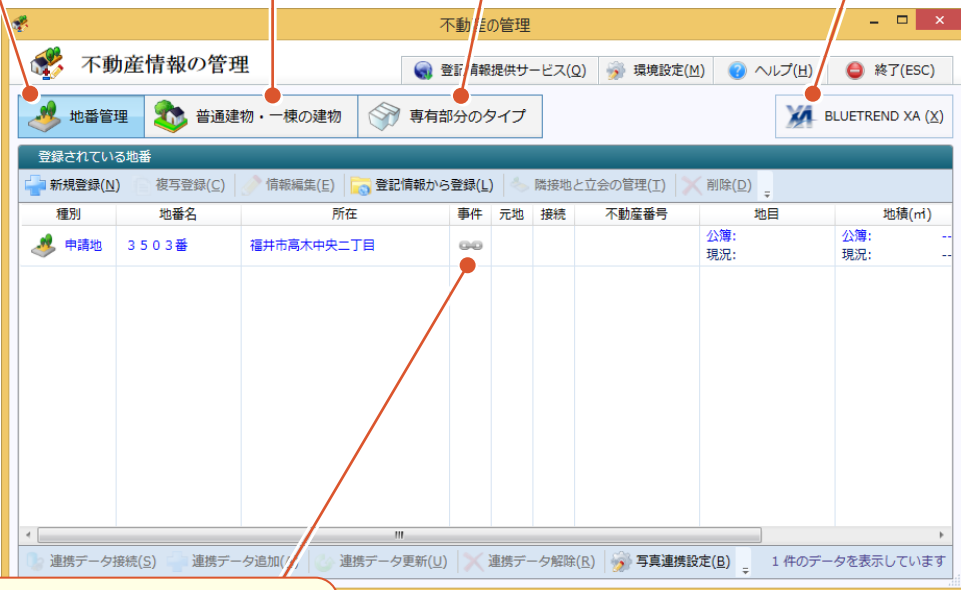 不動産の管理
不動産情報の管理
登記情報提供サービス(Q) 環境設定(M) ヘルプ(H) 終了(ESC)
地番管理 普通建物・一棟の建物 専有部分のタイプ BLUETREND XA (X)
登録されている地番
新規登録(N) 複写登録(C) 情報編集(E) 登記情報から登録(L) 隣接地と立会の管理(T) 削除(D)
種別 地番名 所在 事件 元地 接続 不動産番号 地目 地積(㎡)
申請地 3503番 福井市高木中央二丁目 公簿: 公簿: --
現況: 現況: --
連携データ接続(S) 連携データ追加 連携データ更新(U) 連携データ解除(R) 写真連携設定(B) 1 件のデータを表示しています